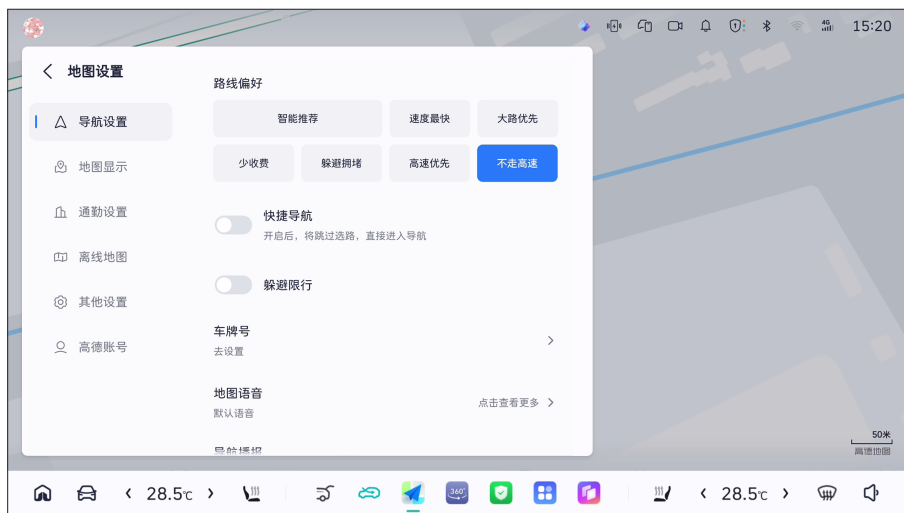 4G
15:20
地图设置
导航设置
地图显示
通勤设置
离线地图
其他设置
高德账号
路线偏好
智能推荐 速度最快 大路优先
少收费 躲避拥堵 高速优先 不走高速
快捷导航
开启后，将跳过选路，直接进入导航
躲避限行
车牌号
去设置
地图语音
默认语音
点击查看更多
导航播报
50米
高德地图
28.5℃
360°
28.5℃